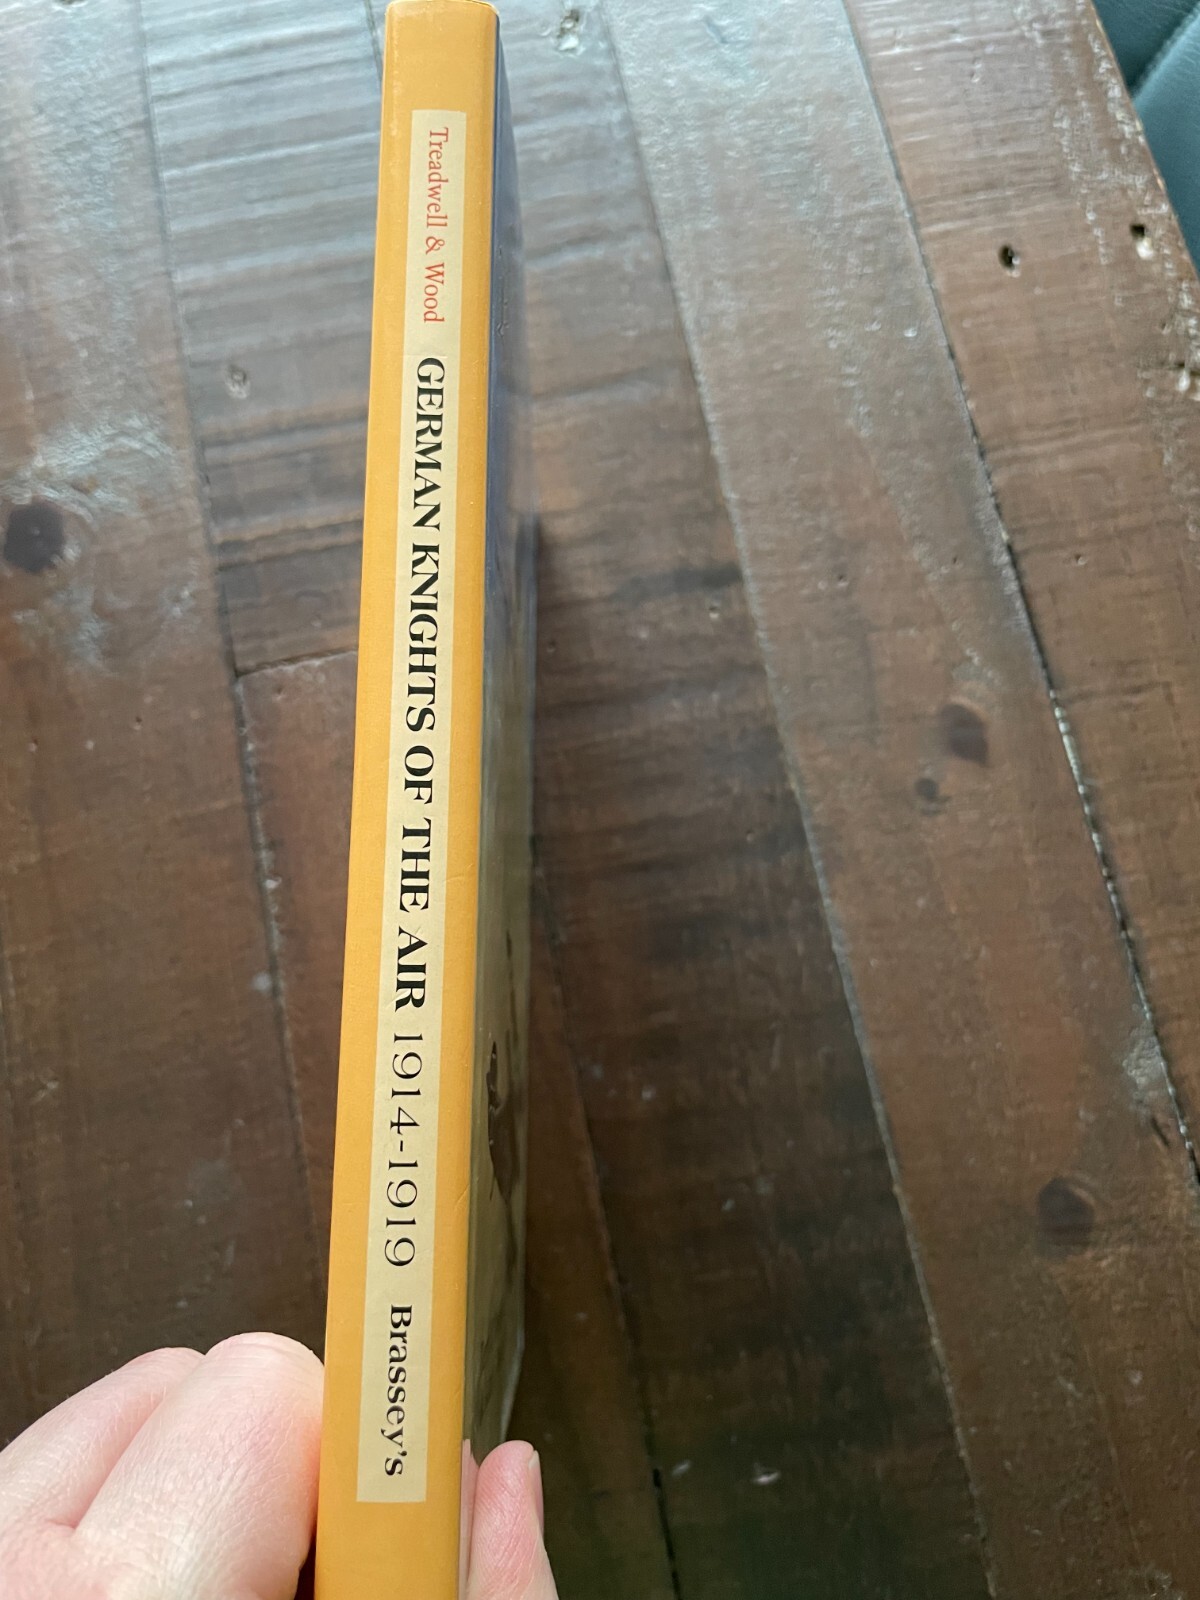 Treadwell & Wood GERMAN KNIGHTS OF THE AIR 1914-1919 Brassey's